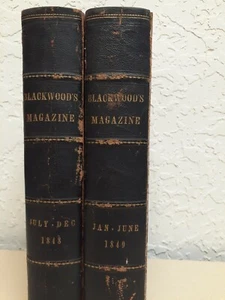 BLACKWOOD'S
MAGAZINE
JULY-DEC
1848
BLACKWOOD'S
MAGAZINE
JAN-JUNE
1849